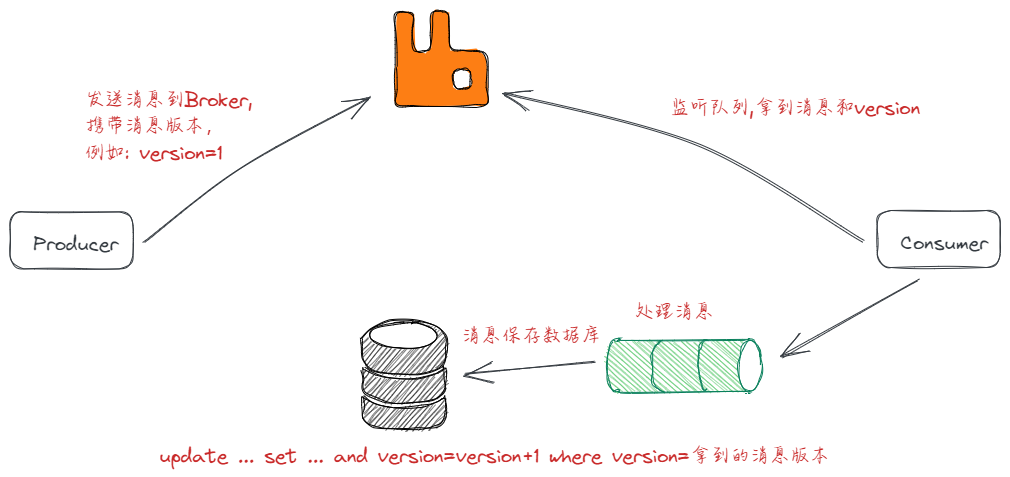 发送消息到Broker,
携带消息版本,
例如: version=1
监听队列,拿到消息和version
Producer
Consumer
处理消息
消息保存数据库
update ... set ... and version=version+1 where version=拿到的消息版本